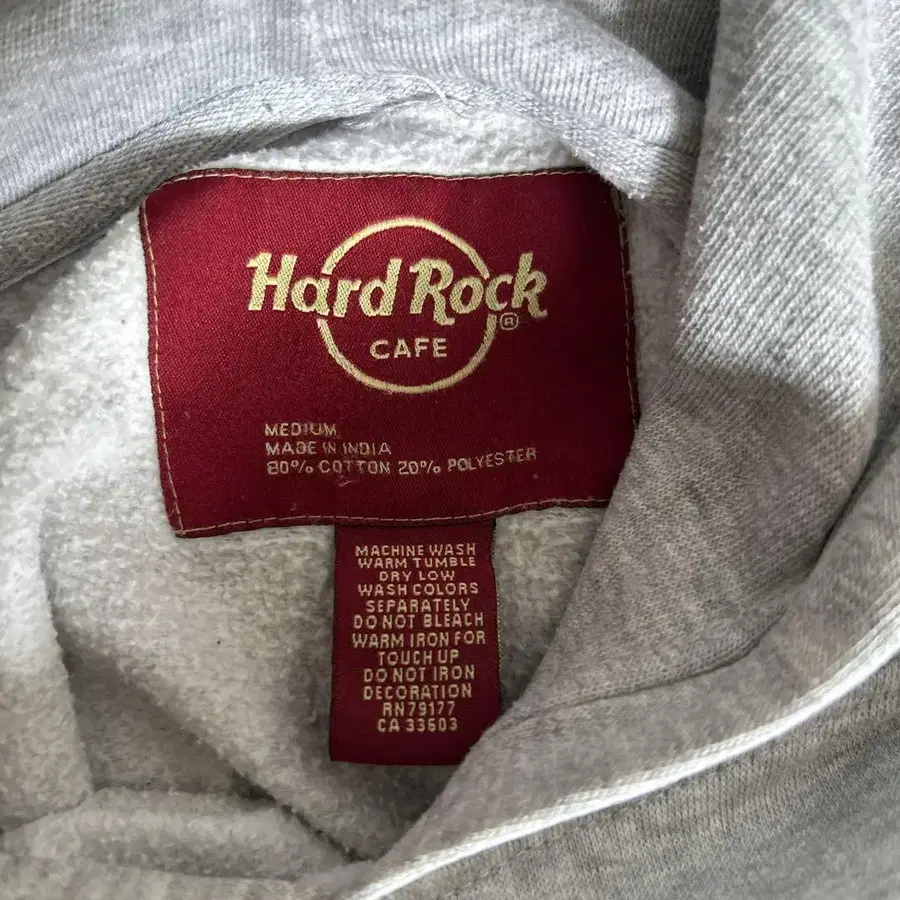 Hard Rock
®
CAFE
MEDIUM
MADE IN INDIA
80% COTTON 20% POLYESTER
MACHINE WASH
WARM TUMBLE
DRY LOW
WASH COLORS
SEPARATELY
DO NOT BLEACH
WARM IRON FOR
TOUCH UP
DO NOT IRON
DECORATION
RN79177
CA 33603